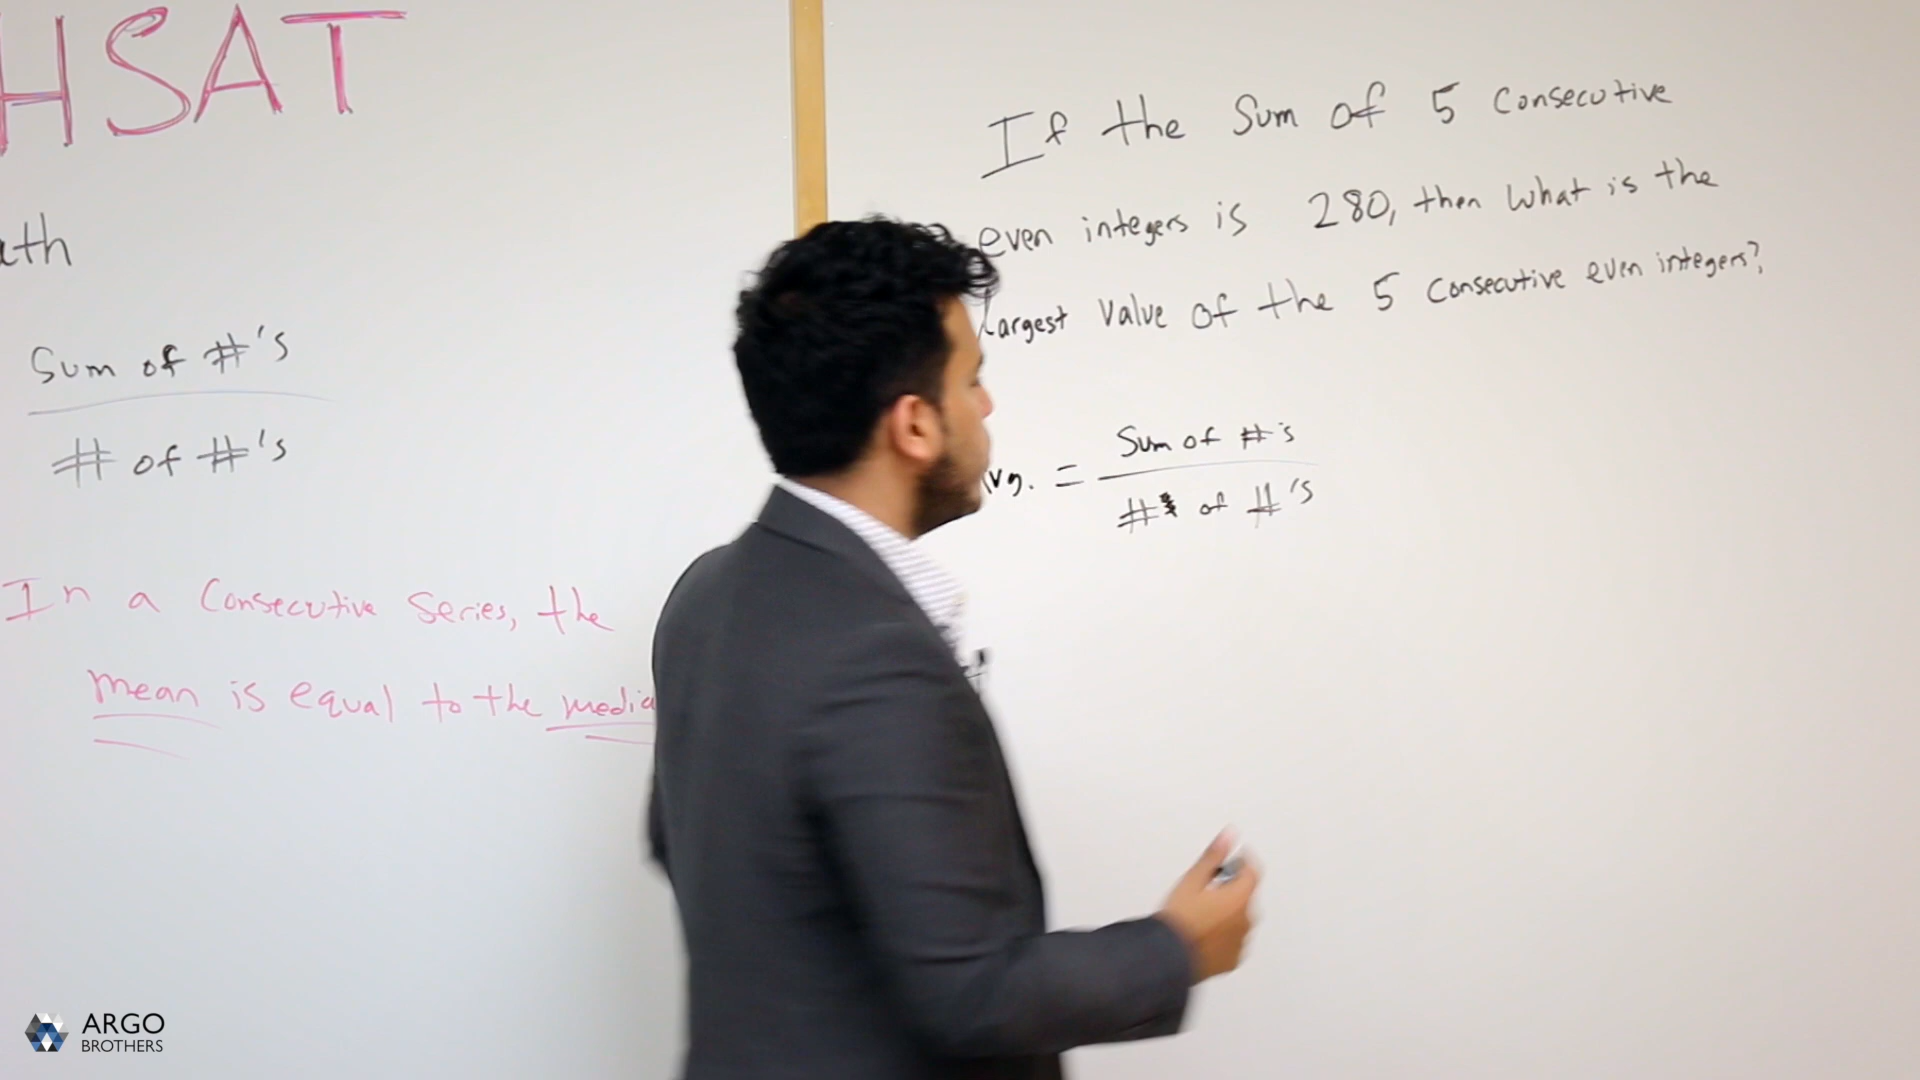 HSAT
Sum of #'s
# of #'s
In a Consecutive Series, the
mean is equal to the
If the Sum of 5 Consecutive
even integers is 280, then what is the
largest value of the 5 consecutive even integers?
= Sum of #'s
# of #'s
ARGO
BROTHERS